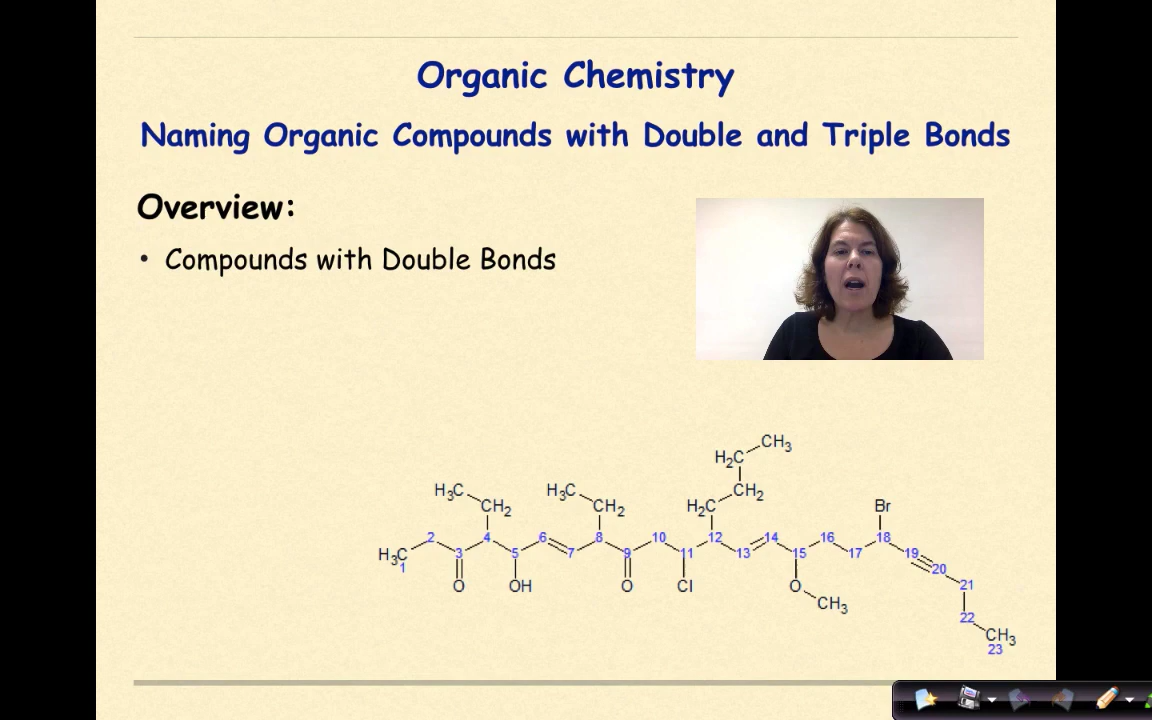 Organic Chemistry
Naming Organic Compounds with Double and Triple Bonds
Overview:
• Compounds with Double Bonds
CH3
H2C
H3C H3C CH2
CH2 CH2 H2C Br
2 4 6 8 10 12 14 16 18
H3C 3 5 7 9 11 13 15 17 19
1 20
O OH O Cl O 21
CH3
22
CH3
23